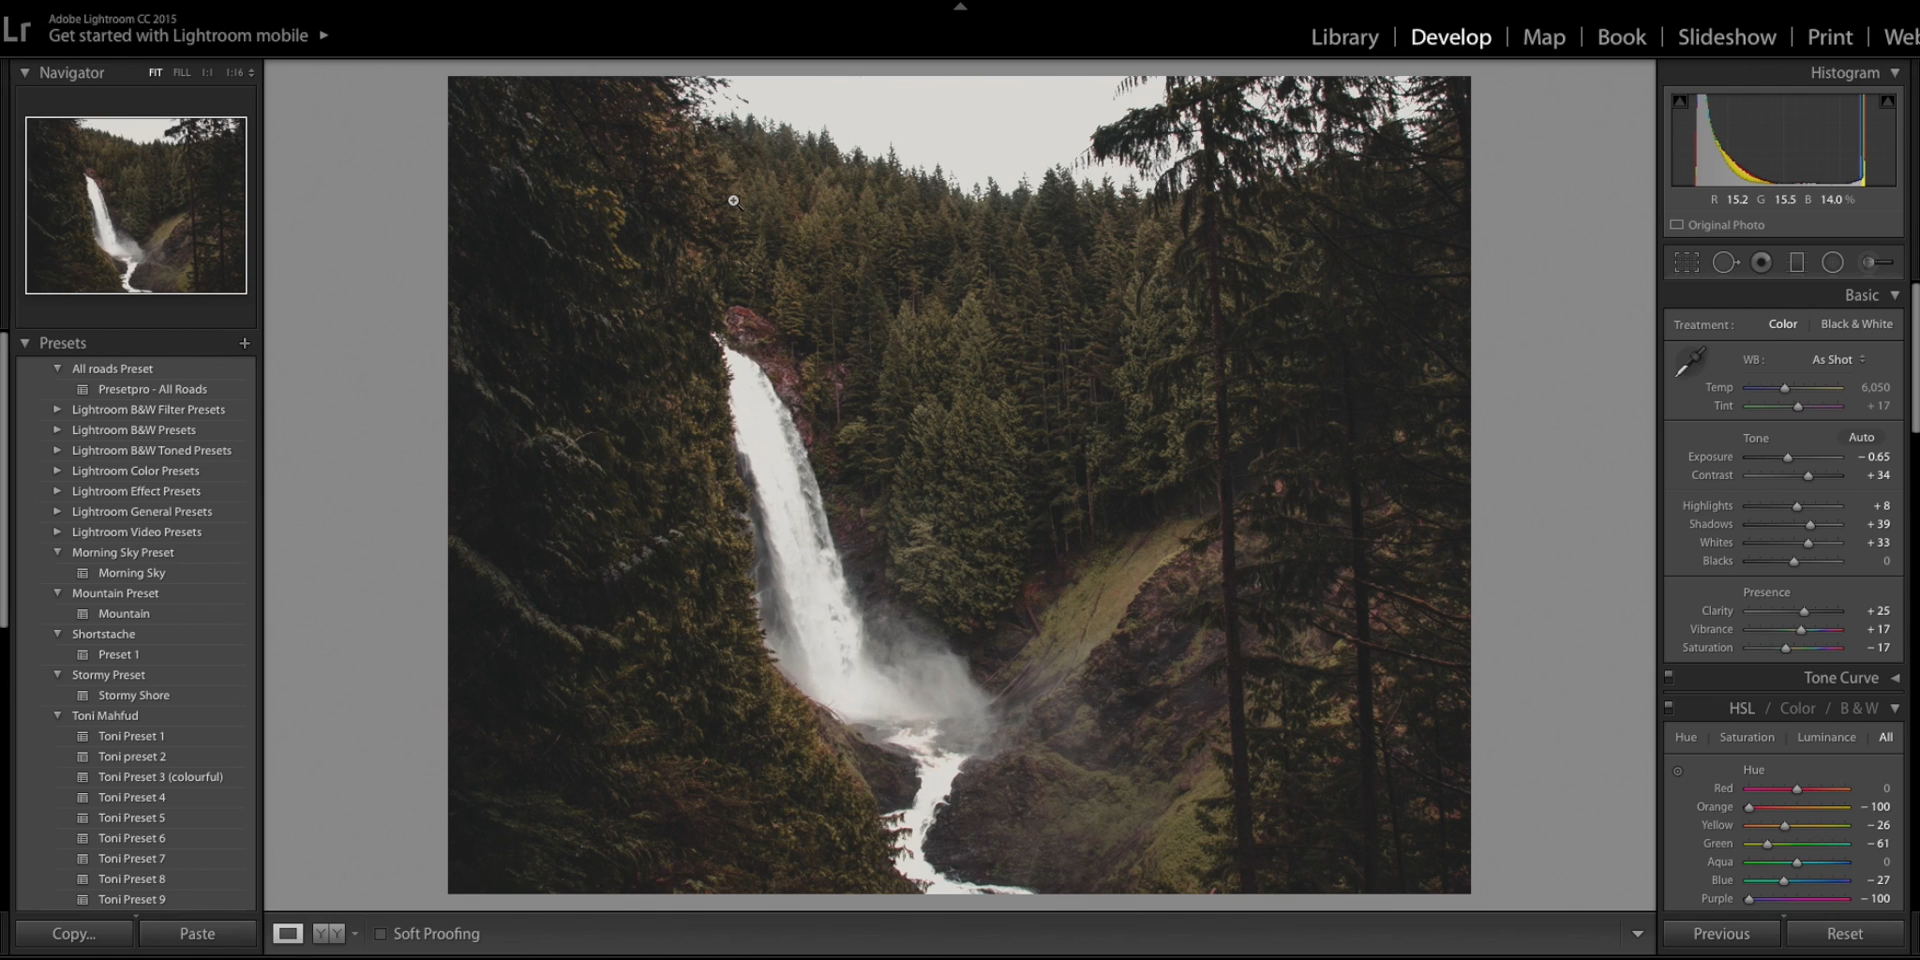 Lr
Adobe Lightroom CC 2015
Get started with Lightroom mobile
Library | Develop | Map | Book | Slideshow | Print | Web
Navigator FIT FILL 1:1 1:16
Presets +
All roads Preset
Presetpro - All Roads
Lightroom B&W Filter Presets
Lightroom B&W Presets
Lightroom B&W Toned Presets
Lightroom Color Presets
Lightroom Effect Presets
Lightroom General Presets
Lightroom Video Presets
Morning Sky Preset
Morning Sky
Mountain Preset
Mountain
Shortstache
Preset 1
Stormy Preset
Stormy Shore
Toni Mahfud
Toni Preset 1
Toni preset 2
Toni Preset 3 (colourful)
Toni Preset 4
Toni Preset 5
Toni Preset 6
Toni Preset 7
Toni Preset 8
Toni Preset 9
Copy... Paste
YY Soft Proofing
Histogram
R 15.2 G 15.5 B 14.0 %
Original Photo
Basic
Treatment : Color | Black & White
WB : As Shot
Temp 6,050
Tint + 17
Tone Auto
Exposure − 0.65
Contrast + 34
Highlights + 8
Shadows + 39
Whites + 33
Blacks 0
Presence
Clarity + 25
Vibrance + 17
Saturation − 17
Tone Curve
HSL / Color / B & W
Hue | Saturation | Luminance | All
Hue
Red 0
Orange − 100
Yellow − 26
Green − 61
Aqua 0
Blue − 27
Purple − 100
Previous Reset